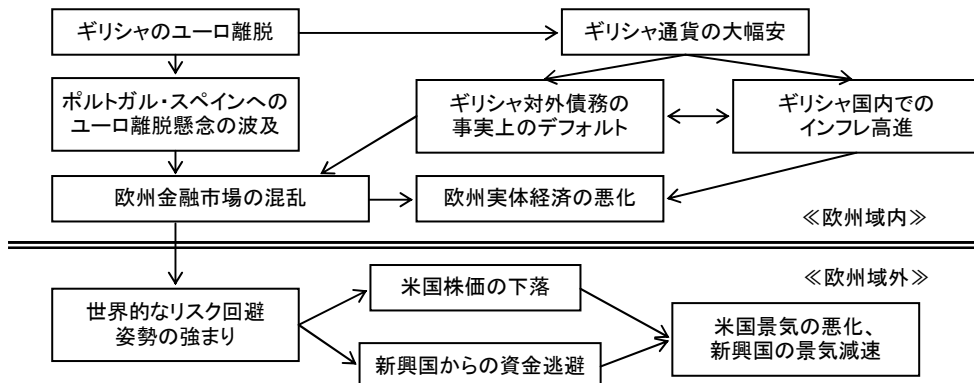 ギリシャのユーロ離脱
ギリシャ通貨の大幅安
ポルトガル・スペインへの
ユーロ離脱懸念の波及
ギリシャ対外債務の
事実上のデフォルト
ギリシャ国内での
インフレ高進
欧州金融市場の混乱
欧州実体経済の悪化
≪欧州域内≫
≪欧州域外≫
世界的なリスク回避
姿勢の強まり
米国株価の下落
新興国からの資金逃避
米国景気の悪化、
新興国の景気減速